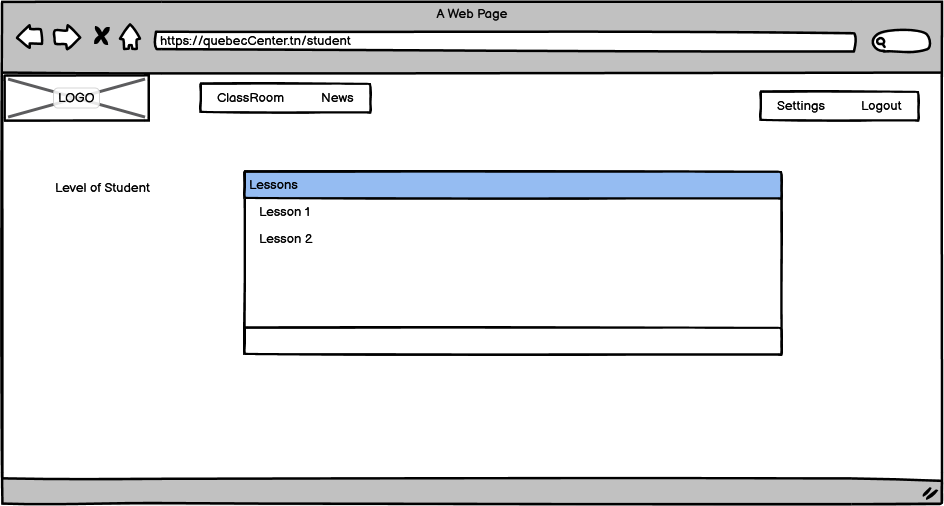 A Web Page
https://quebecCenter.tn/student
LOGO
ClassRoom News
Settings Logout
Level of Student
Lessons
Lesson 1
Lesson 2